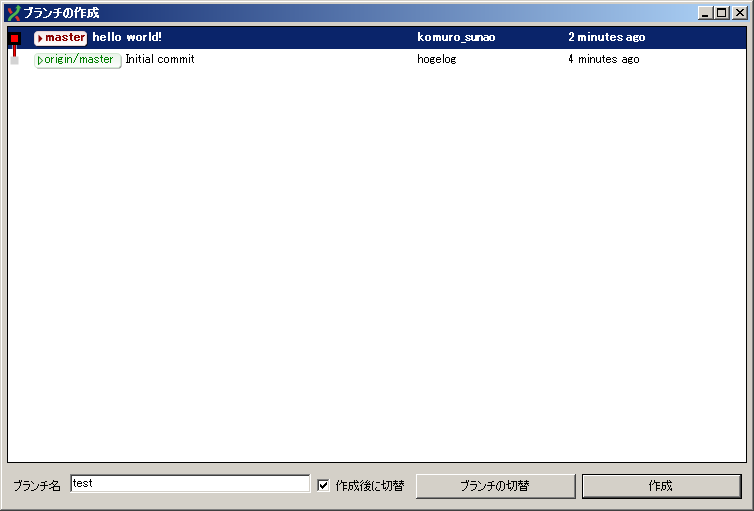 ブランチの作成
master hello world! komuro_sunao 2 minutes ago
origin/master Initial commit hogelog 4 minutes ago
ブランチ名 test 作成後に切替 ブランチの切替 作成